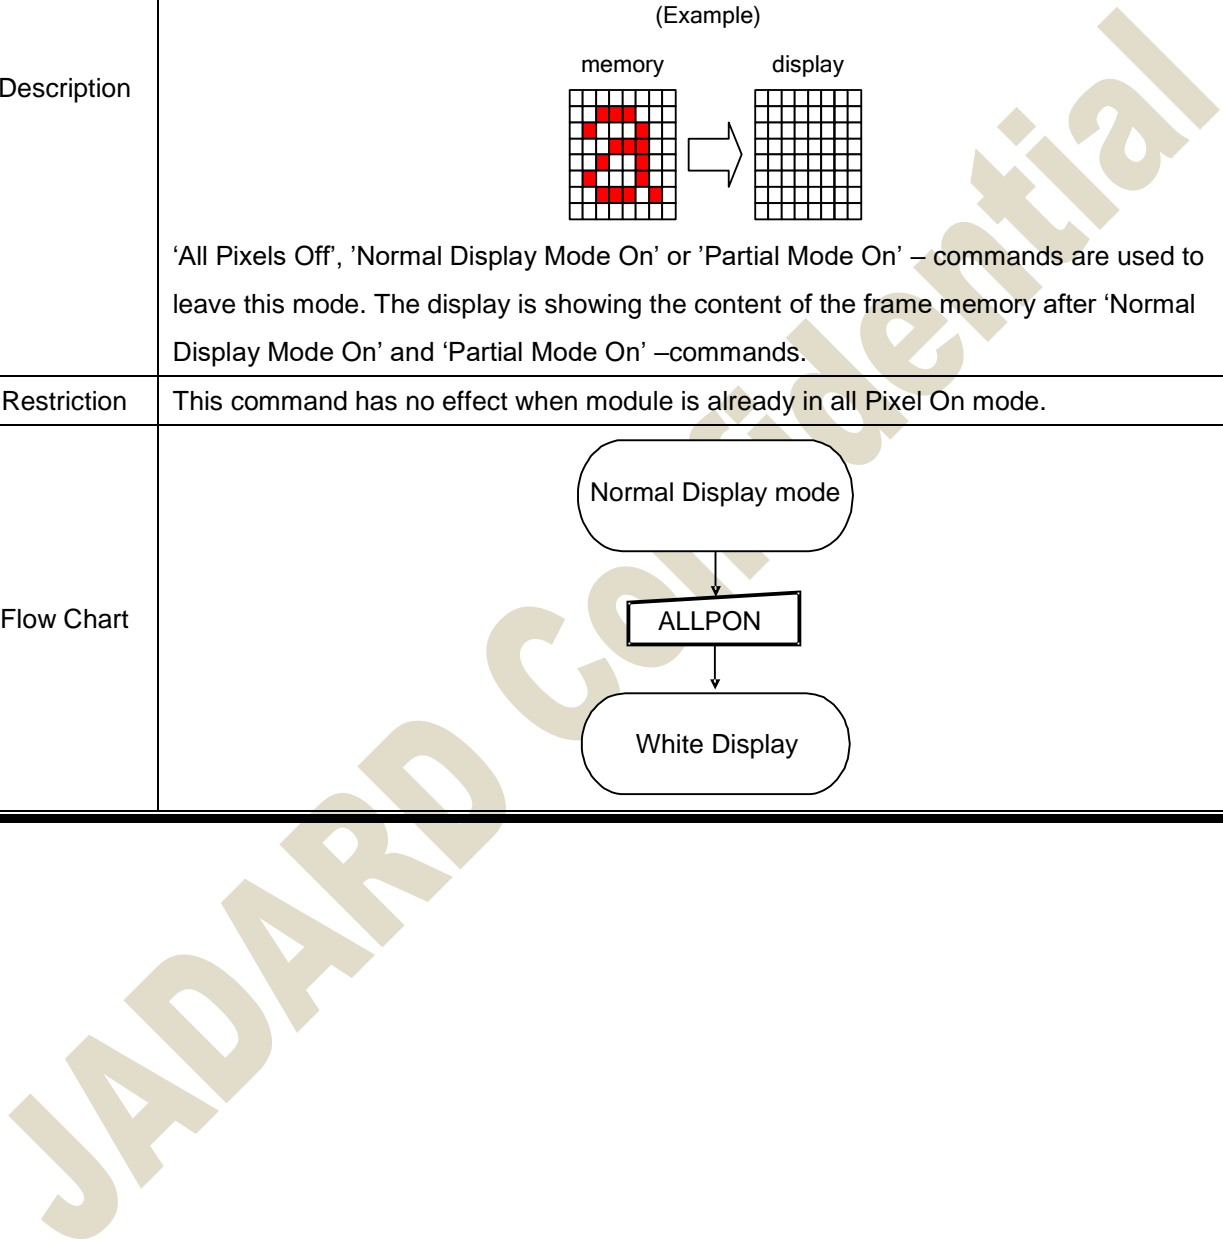 (Example)
memory display
Description
‘All Pixels Off’, ’Normal Display Mode On’ or ’Partial Mode On’ – commands are used to
leave this mode. The display is showing the content of the frame memory after ‘Normal
Display Mode On’ and ‘Partial Mode On’ –commands.
Restriction This command has no effect when module is already in all Pixel On mode.
Normal Display mode
Flow Chart
ALLPON
White Display
JADARD Confidential